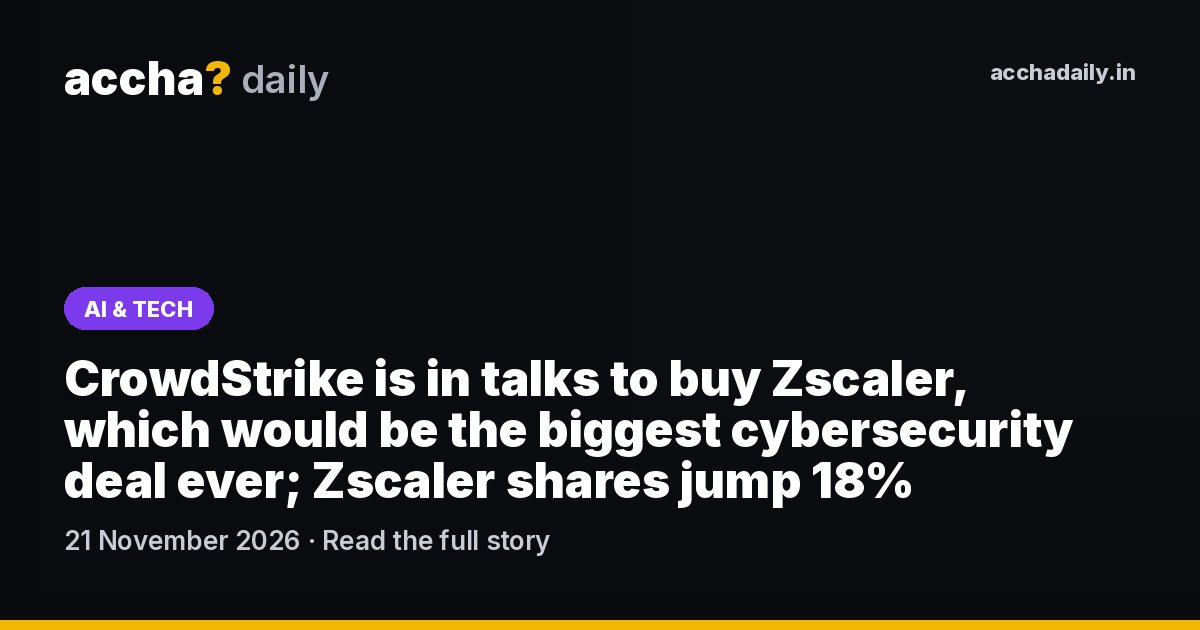 accha? daily
acchadaily.in
AI & TECH
CrowdStrike is in talks to buy Zscaler,
which would be the biggest cybersecurity
deal ever; Zscaler shares jump 18%
21 November 2026 · Read the full story